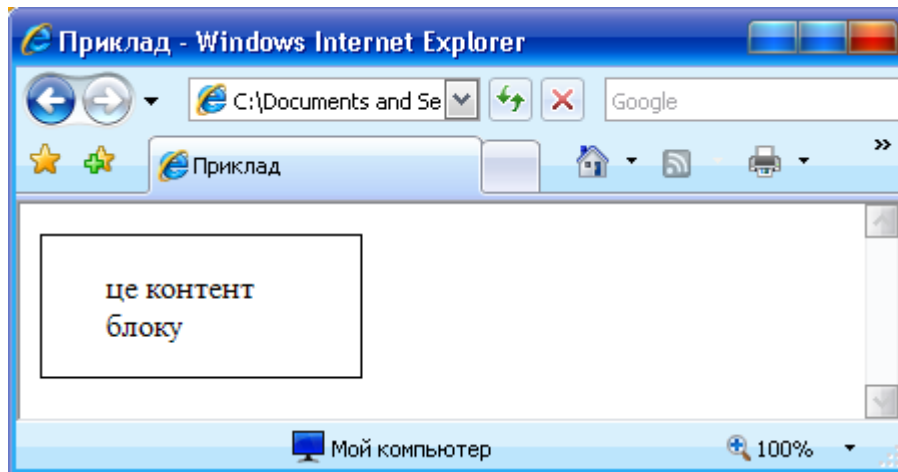 Приклад - Windows Internet Explorer
C:\Documents and Se
Google
Приклад
»
це контент
блоку
Мой компьютер
100%